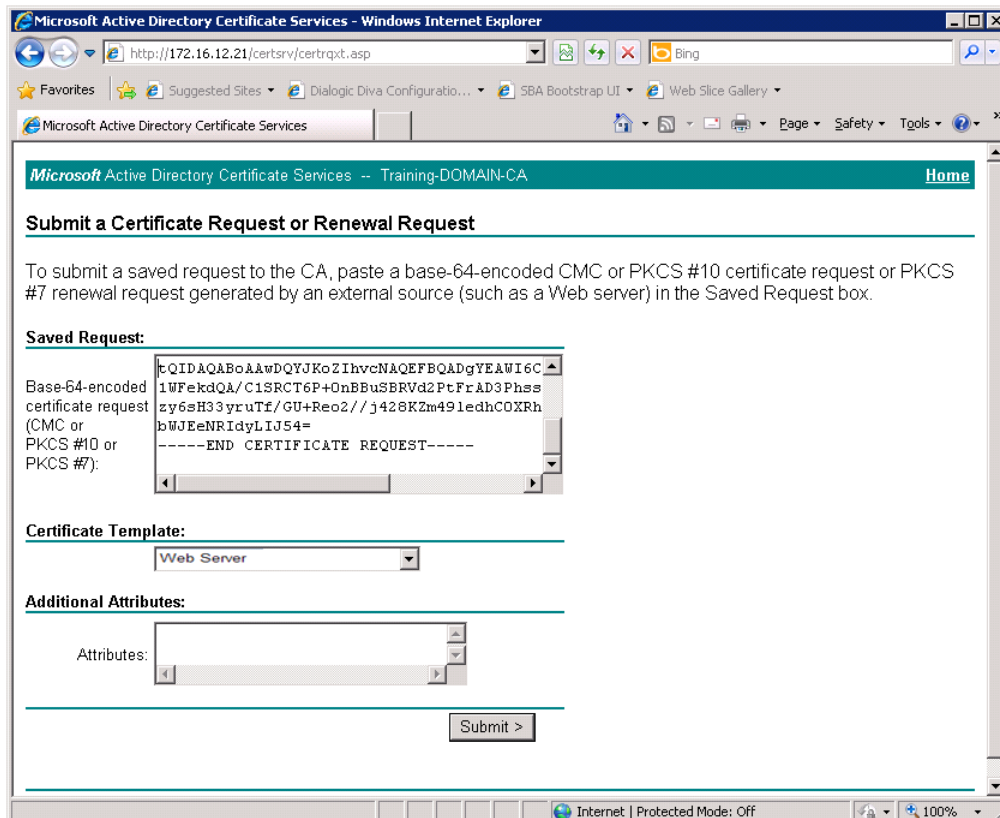 Microsoft Active Directory Certificate Services - Windows Internet Explorer
http://172.16.12.21/certsrv/certrqxt.asp
Bing
Favorites
Suggested Sites
Dialogic Diva Configuratio...
SBA Bootstrap UI
Web Slice Gallery
Microsoft Active Directory Certificate Services
Page
Safety
Tools
»
Microsoft Active Directory Certificate Services -- Training-DOMAIN-CA
Home
Submit a Certificate Request or Renewal Request
To submit a saved request to the CA, paste a base-64-encoded CMC or PKCS #10 certificate request or PKCS
#7 renewal request generated by an external source (such as a Web server) in the Saved Request box.
Saved Request:
Base-64-encoded
certificate request
(CMC or
PKCS #10 or
PKCS #7):
tQIDAQABoAAwDQYJKoZIhvcNAQEFBQADgYEAWI6C
1WFekdQA/C1SRCT6P+OnBBuSBRVd2PtFrAD3Phss
zy6sH33yruTf/GU+Reo2//j428KZm49ledhCOXRh
bWJEeNRIdyLIJ54=
-----END CERTIFICATE REQUEST-----
Certificate Template:
Web Server
Additional Attributes:
Attributes:
Submit >
Internet | Protected Mode: Off
100%